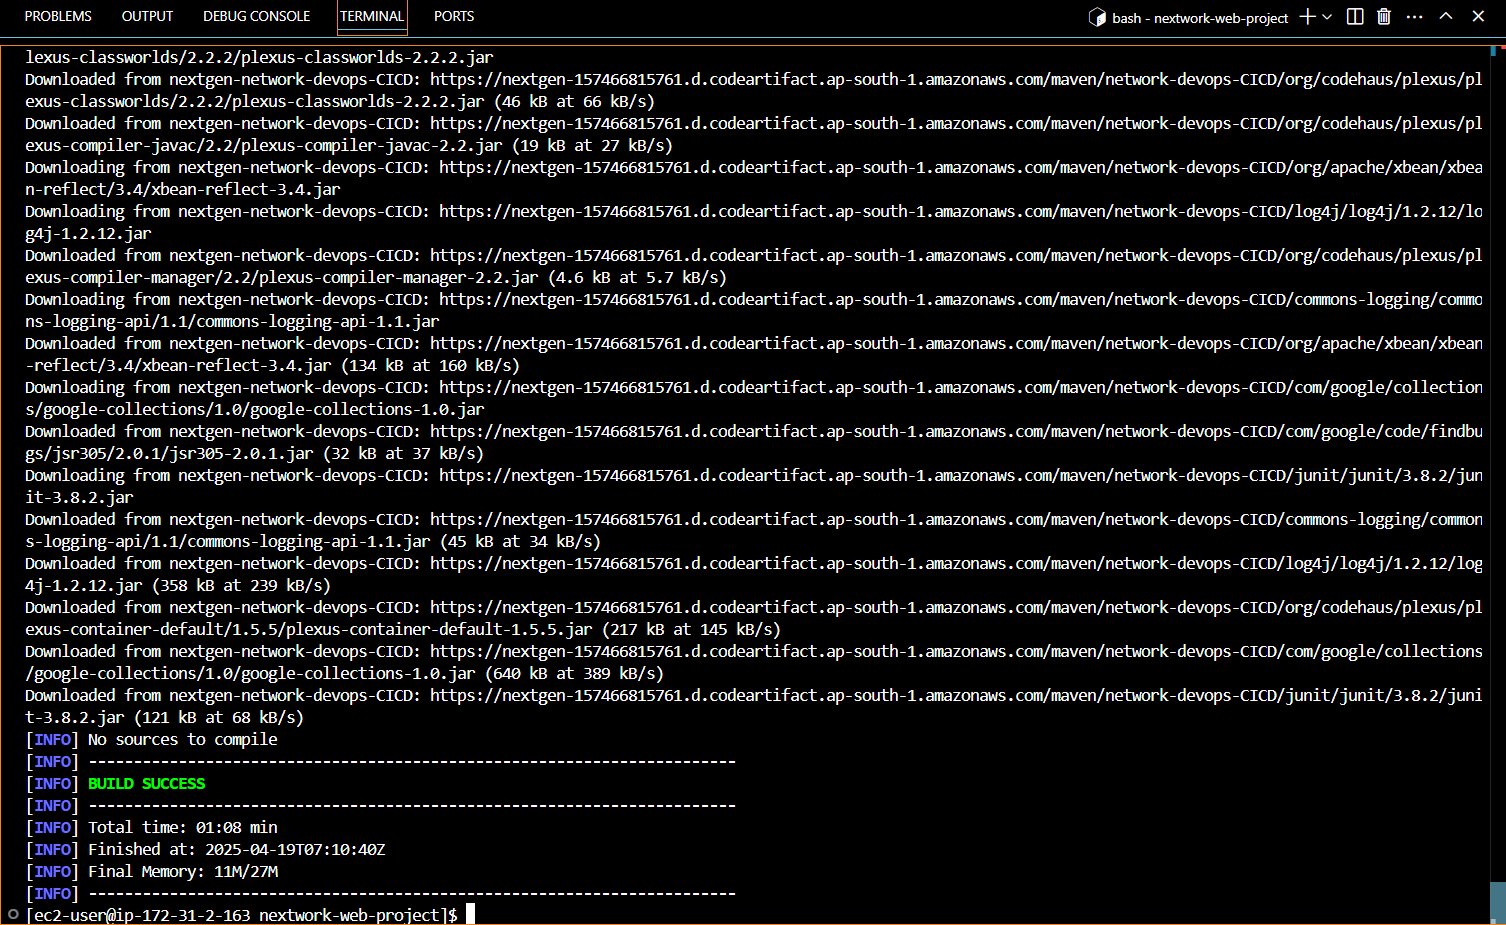 PROBLEMS OUTPUT DEBUG CONSOLE TERMINAL PORTS bash - nextwork-web-project
lexus-classworlds/2.2.2/plexus-classworlds-2.2.2.jar
Downloaded from nextgen-network-devops-CICD: https://nextgen-157466815761.d.codeartifact.ap-south-1.amazonaws.com/maven/network-devops-CICD/org/codehaus/plexus/pl
exus-classworlds/2.2.2/plexus-classworlds-2.2.2.jar (46 kB at 66 kB/s)
Downloaded from nextgen-network-devops-CICD: https://nextgen-157466815761.d.codeartifact.ap-south-1.amazonaws.com/maven/network-devops-CICD/org/codehaus/plexus/pl
exus-compiler-javac/2.2/plexus-compiler-javac-2.2.jar (19 kB at 27 kB/s)
Downloading from nextgen-network-devops-CICD: https://nextgen-157466815761.d.codeartifact.ap-south-1.amazonaws.com/maven/network-devops-CICD/org/apache/xbean/xbea
n-reflect/3.4/xbean-reflect-3.4.jar
Downloading from nextgen-network-devops-CICD: https://nextgen-157466815761.d.codeartifact.ap-south-1.amazonaws.com/maven/network-devops-CICD/log4j/log4j/1.2.12/lo
g4j-1.2.12.jar
Downloaded from nextgen-network-devops-CICD: https://nextgen-157466815761.d.codeartifact.ap-south-1.amazonaws.com/maven/network-devops-CICD/org/codehaus/plexus/pl
exus-compiler-manager/2.2/plexus-compiler-manager-2.2.jar (4.6 kB at 5.7 kB/s)
Downloading from nextgen-network-devops-CICD: https://nextgen-157466815761.d.codeartifact.ap-south-1.amazonaws.com/maven/network-devops-CICD/commons-logging/commo
ns-logging-api/1.1/commons-logging-api-1.1.jar
Downloaded from nextgen-network-devops-CICD: https://nextgen-157466815761.d.codeartifact.ap-south-1.amazonaws.com/maven/network-devops-CICD/org/apache/xbean/xbean
-reflect/3.4/xbean-reflect-3.4.jar (134 kB at 160 kB/s)
Downloading from nextgen-network-devops-CICD: https://nextgen-157466815761.d.codeartifact.ap-south-1.amazonaws.com/maven/network-devops-CICD/com/google/collection
s/google-collections/1.0/google-collections-1.0.jar
Downloaded from nextgen-network-devops-CICD: https://nextgen-157466815761.d.codeartifact.ap-south-1.amazonaws.com/maven/network-devops-CICD/com/google/code/findbu
gs/jsr305/2.0.1/jsr305-2.0.1.jar (32 kB at 37 kB/s)
Downloading from nextgen-network-devops-CICD: https://nextgen-157466815761.d.codeartifact.ap-south-1.amazonaws.com/maven/network-devops-CICD/junit/junit/3.8.2/jun
it-3.8.2.jar
Downloaded from nextgen-network-devops-CICD: https://nextgen-157466815761.d.codeartifact.ap-south-1.amazonaws.com/maven/network-devops-CICD/commons-logging/common
s-logging-api/1.1/commons-logging-api-1.1.jar (45 kB at 34 kB/s)
Downloaded from nextgen-network-devops-CICD: https://nextgen-157466815761.d.codeartifact.ap-south-1.amazonaws.com/maven/network-devops-CICD/log4j/log4j/1.2.12/log
4j-1.2.12.jar (358 kB at 239 kB/s)
Downloaded from nextgen-network-devops-CICD: https://nextgen-157466815761.d.codeartifact.ap-south-1.amazonaws.com/maven/network-devops-CICD/org/codehaus/plexus/pl
exus-container-default/1.5.5/plexus-container-default-1.5.5.jar (217 kB at 145 kB/s)
Downloaded from nextgen-network-devops-CICD: https://nextgen-157466815761.d.codeartifact.ap-south-1.amazonaws.com/maven/network-devops-CICD/com/google/collections
/google-collections/1.0/google-collections-1.0.jar (640 kB at 389 kB/s)
Downloaded from nextgen-network-devops-CICD: https://nextgen-157466815761.d.codeartifact.ap-south-1.amazonaws.com/maven/network-devops-CICD/junit/junit/3.8.2/juni
t-3.8.2.jar (121 kB at 68 kB/s)
[INFO] No sources to compile
[INFO] ------------------------------------------------------------------------
[INFO] BUILD SUCCESS
[INFO] ------------------------------------------------------------------------
[INFO] Total time: 01:08 min
[INFO] Finished at: 2025-04-19T07:10:40Z
[INFO] Final Memory: 11M/27M
[INFO] ------------------------------------------------------------------------
[ec2-user@ip-172-31-2-163 nextwork-web-project]$